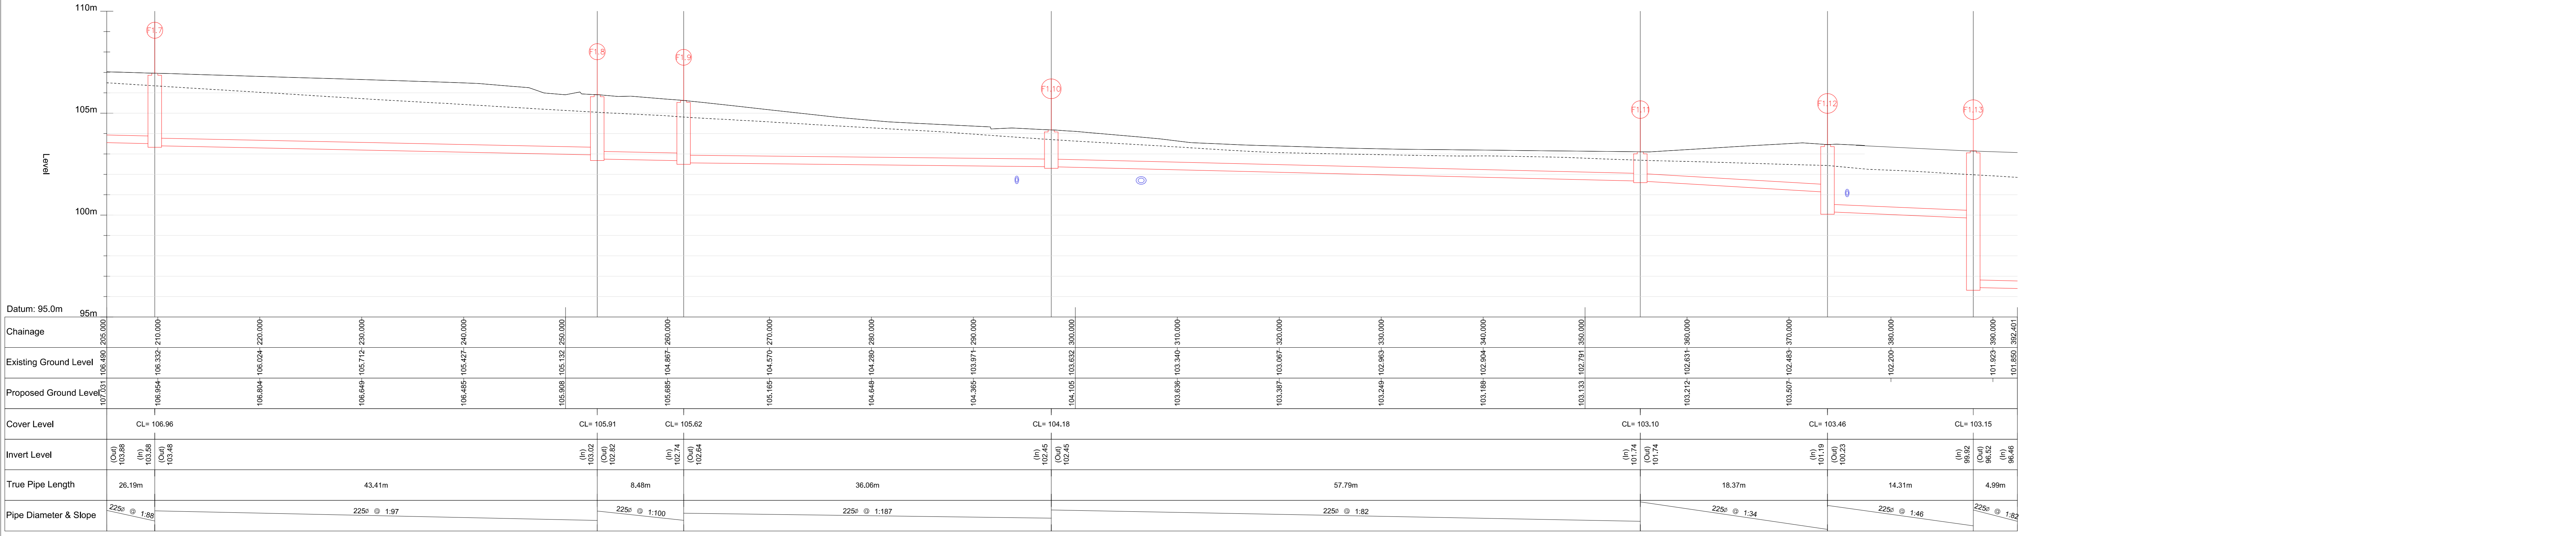 110m
F1.7
F1.8
F1.9
F1.10
F1.11
F1.12
F1.13
105m
Level
100m
Datum: 95.0m
95m
Chainage 205.000 210.000 220.000 230.000 240.000 250.000 260.000 270.000 280.000 290.000 300.000 310.000 320.000 330.000 340.000 350.000 360.000 370.000 380.000 390.000 392.401
Existing Ground Level 106.490 106.332 106.024 105.712 105.427 105.132 104.867 104.570 104.280 103.971 103.632 103.340 103.067 102.963 102.904 102.791 102.631 102.483 102.200 101.923 101.850
Proposed Ground Level 107.031 106.954 106.804 106.649 106.485 105.908 105.685 105.165 104.648 104.365 104.105 103.636 103.387 103.249 103.188 103.133 103.212 103.507
Cover Level CL= 106.96 CL= 105.91 CL= 105.62 CL= 104.18 CL= 103.10 CL= 103.46 CL= 103.15
Invert Level (Out) 103.88 (In) 103.58 (Out) 103.48 (In) 103.02 (Out) 102.82 (In) 102.74 (Out) 102.64 (In) 102.45 (Out) 102.45 (In) 101.74 (Out) 101.74 (In) 101.19 (Out) 100.23 (In) 99.92 (Out) 96.52 (In) 96.46
True Pipe Length 26.19m 43.41m 8.48m 36.06m 57.79m 18.37m 14.31m 4.99m
Pipe Diameter & Slope 225ø @ 1:88 225ø @ 1:97 225ø @ 1:100 225ø @ 1:187 225ø @ 1:82 225ø @ 1:34 225ø @ 1:46 225ø @ 1:82